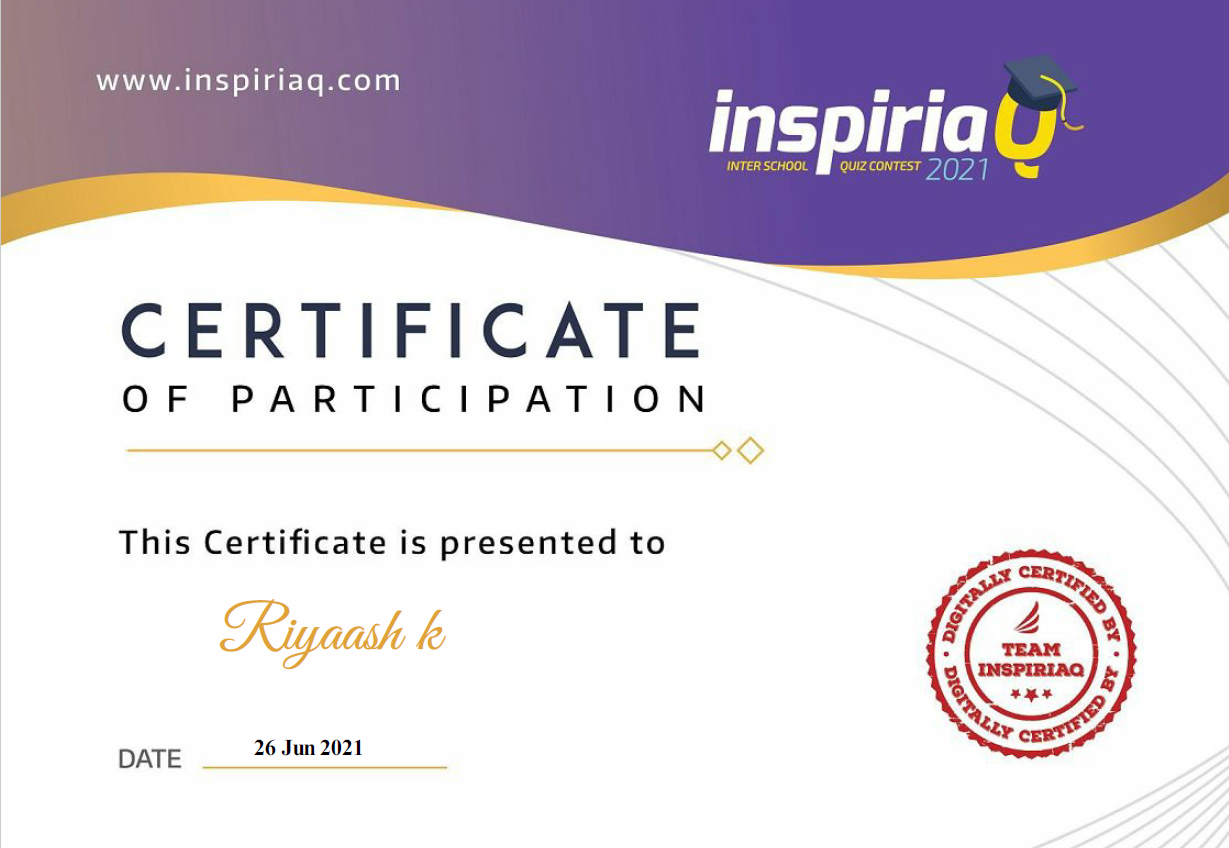 www.inspiriaq.com
inspiriaQ
INTER SCHOOL QUIZ CONTEST 2021
CERTIFICATE
OF PARTICIPATION
This Certificate is presented to
Riyaash k
DIGITALLY CERTIFIED BY
TEAM
INSPIRIAQ
DIGITALLY CERTIFIED BY
DATE 26 Jun 2021